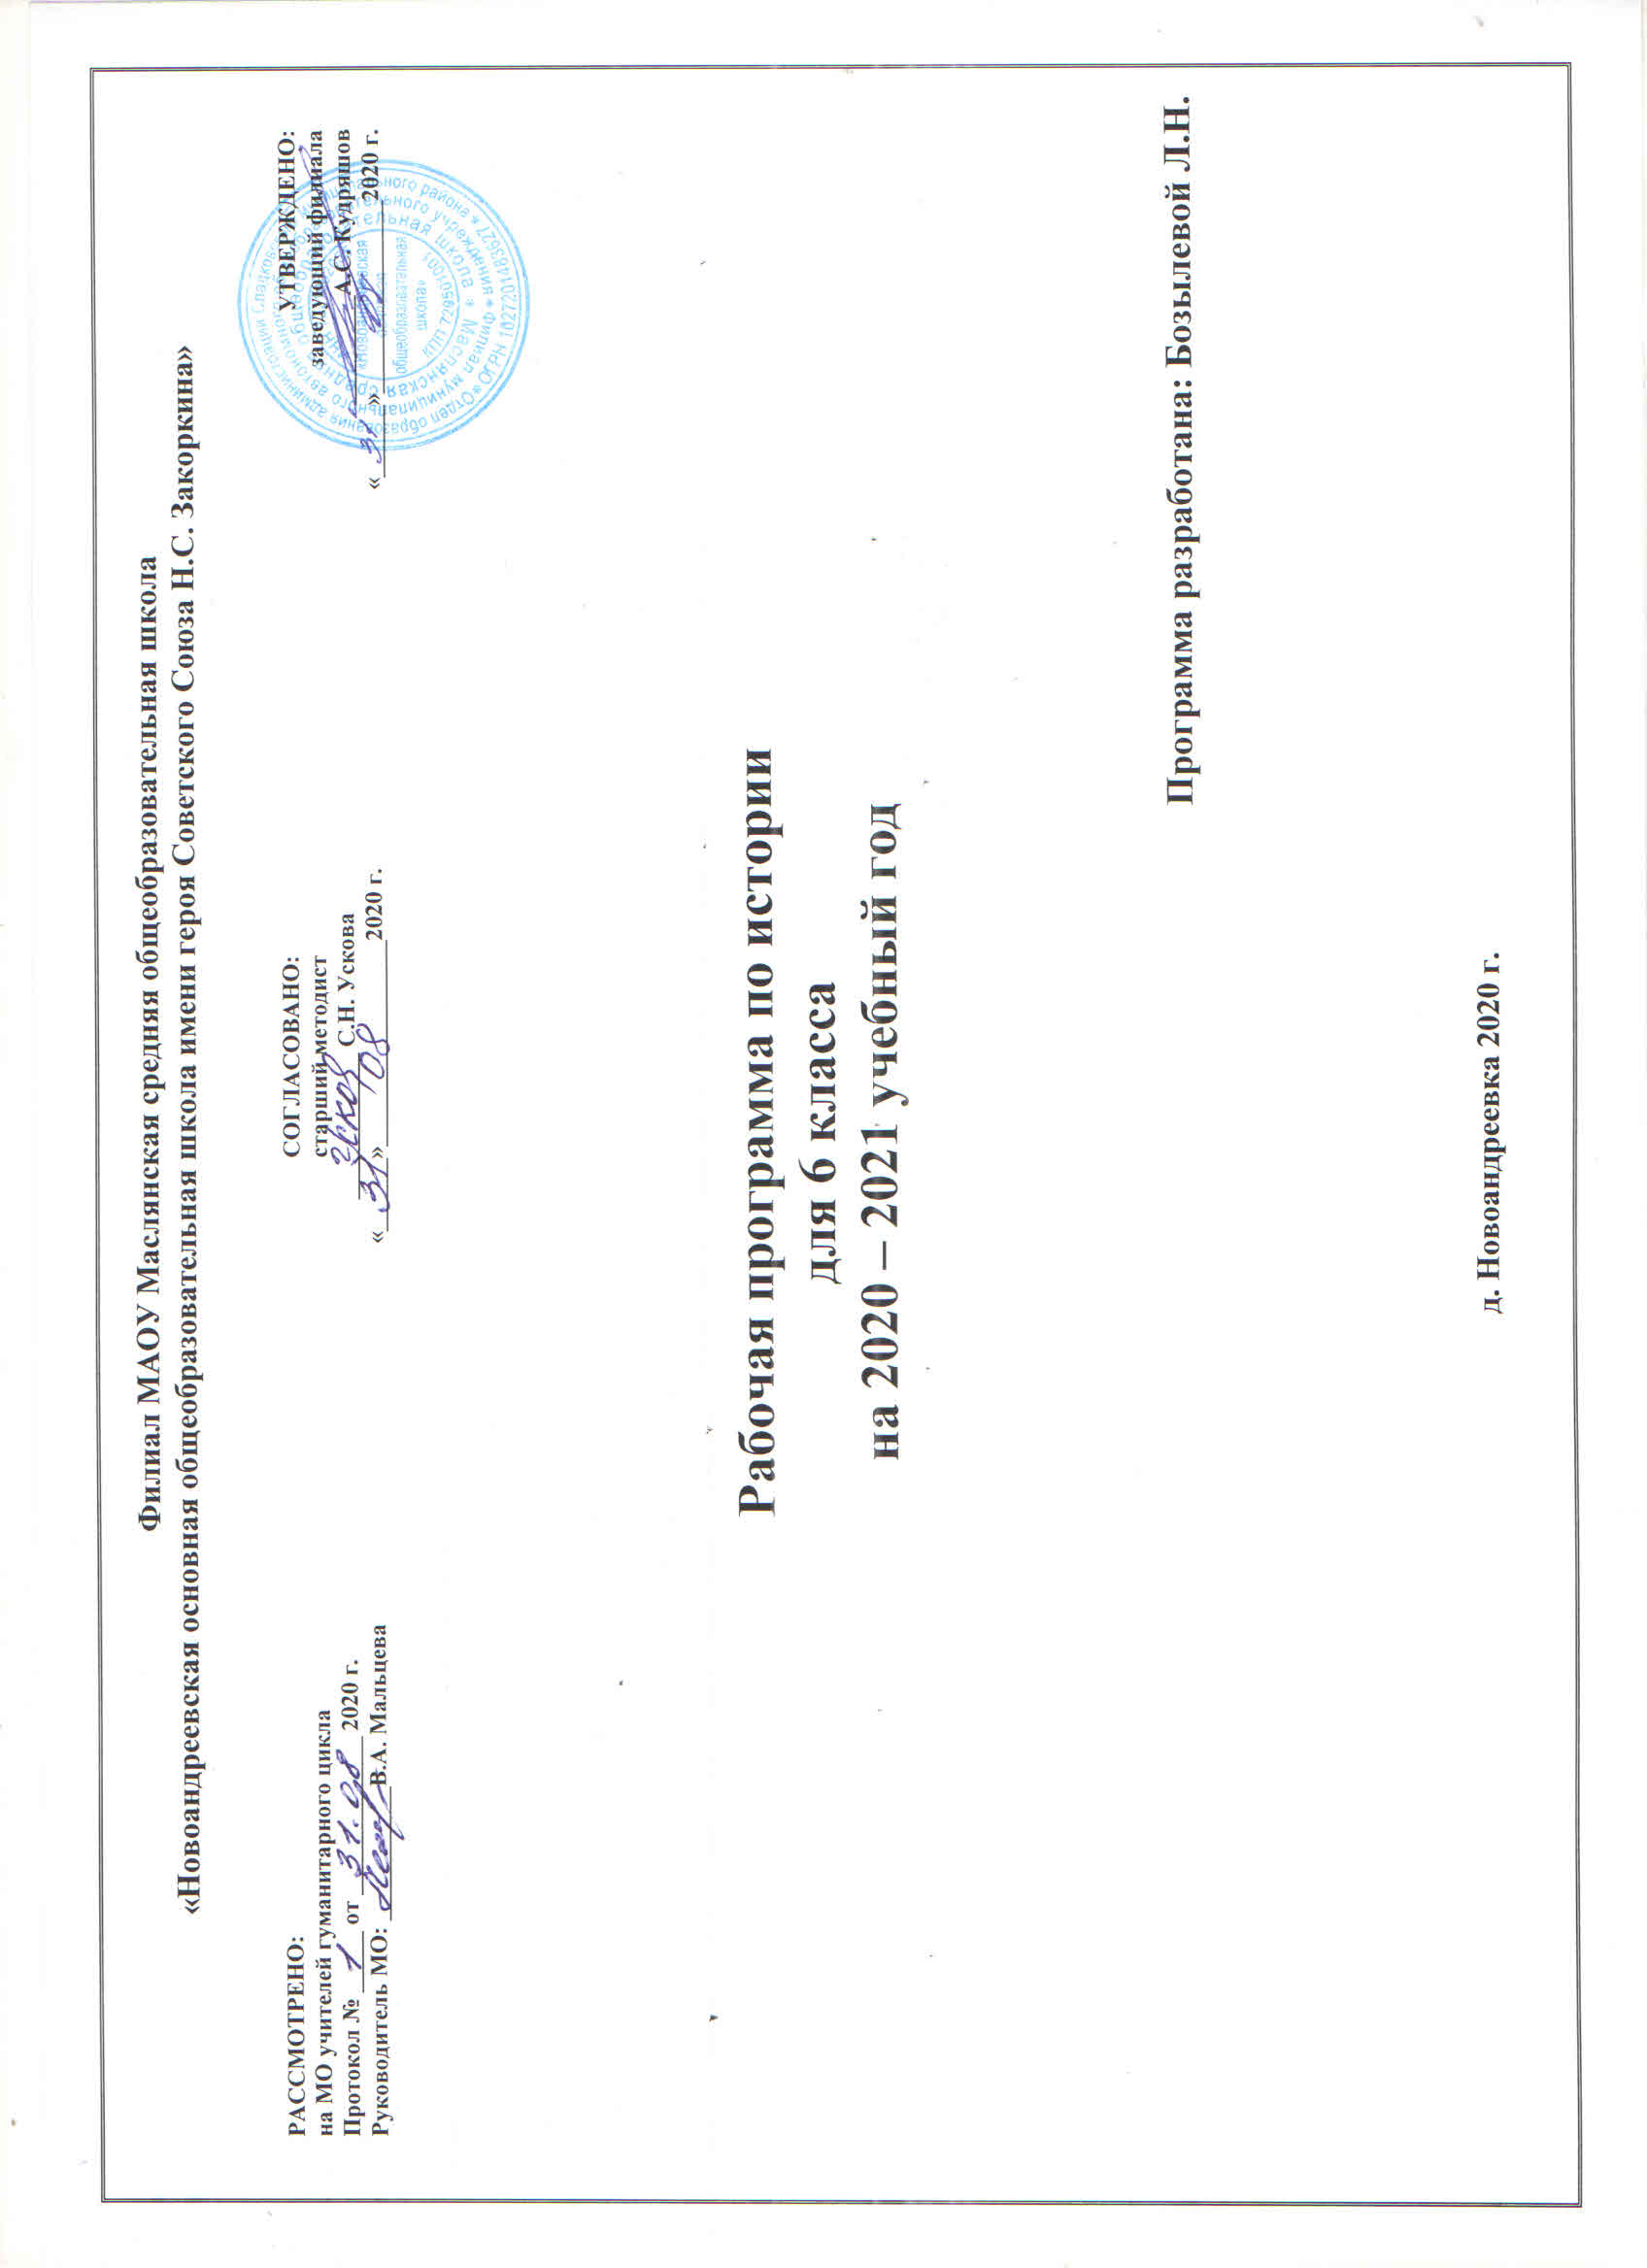 Филиал МАОУ Маслянская средняя общеобразовательная школа
«Новоандреевская основная общеобразовательная школа имени героя Советского Союза Н.С. Закоркина»
РАССМОТРЕНО:
на МО учителей гуманитарного цикла
Протокол № 1 от 31.08 2020 г.
Руководитель МО: В.А. Мальцева
СОГЛАСОВАНО:
старший методист
С.Н. Ускова
«31» 08 2020 г.
УТВЕРЖДЕНО:
заведующий филиала
А.С. Кудряшов
«31» 08 2020 г.
Рабочая программа по истории
для 6 класса
на 2020 – 2021 учебный год
Программа разработана: Бозылевой Л.Н.
д. Новоандреевка 2020 г.